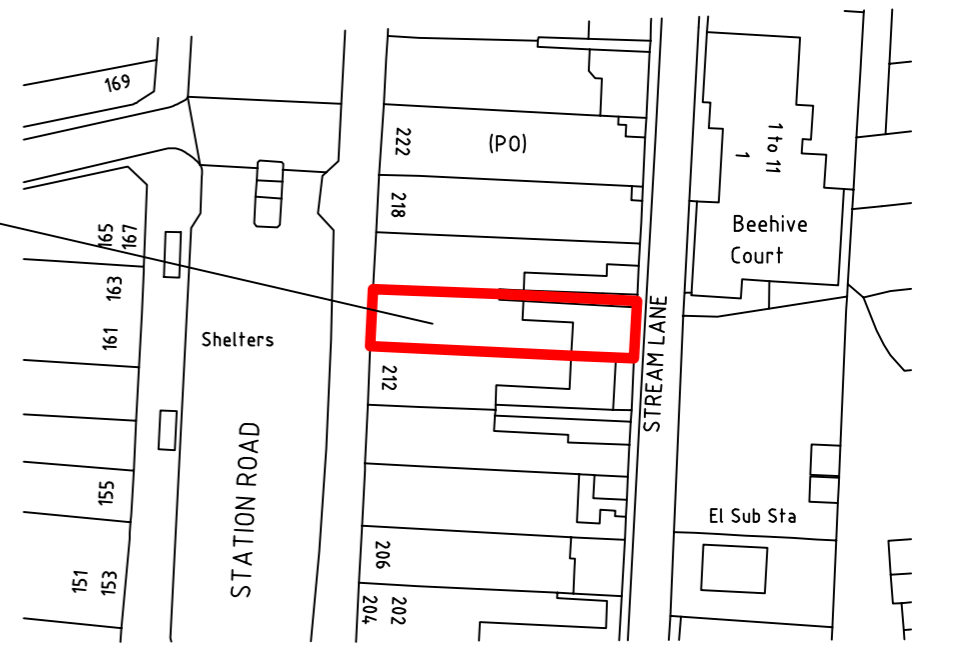 169
222
(PO)
1 to 11
1
218
165
167
Beehive
Court
163
161
Shelters
STREAM LANE
212
STATION ROAD
155
El Sub Sta
206
151
153
204
202